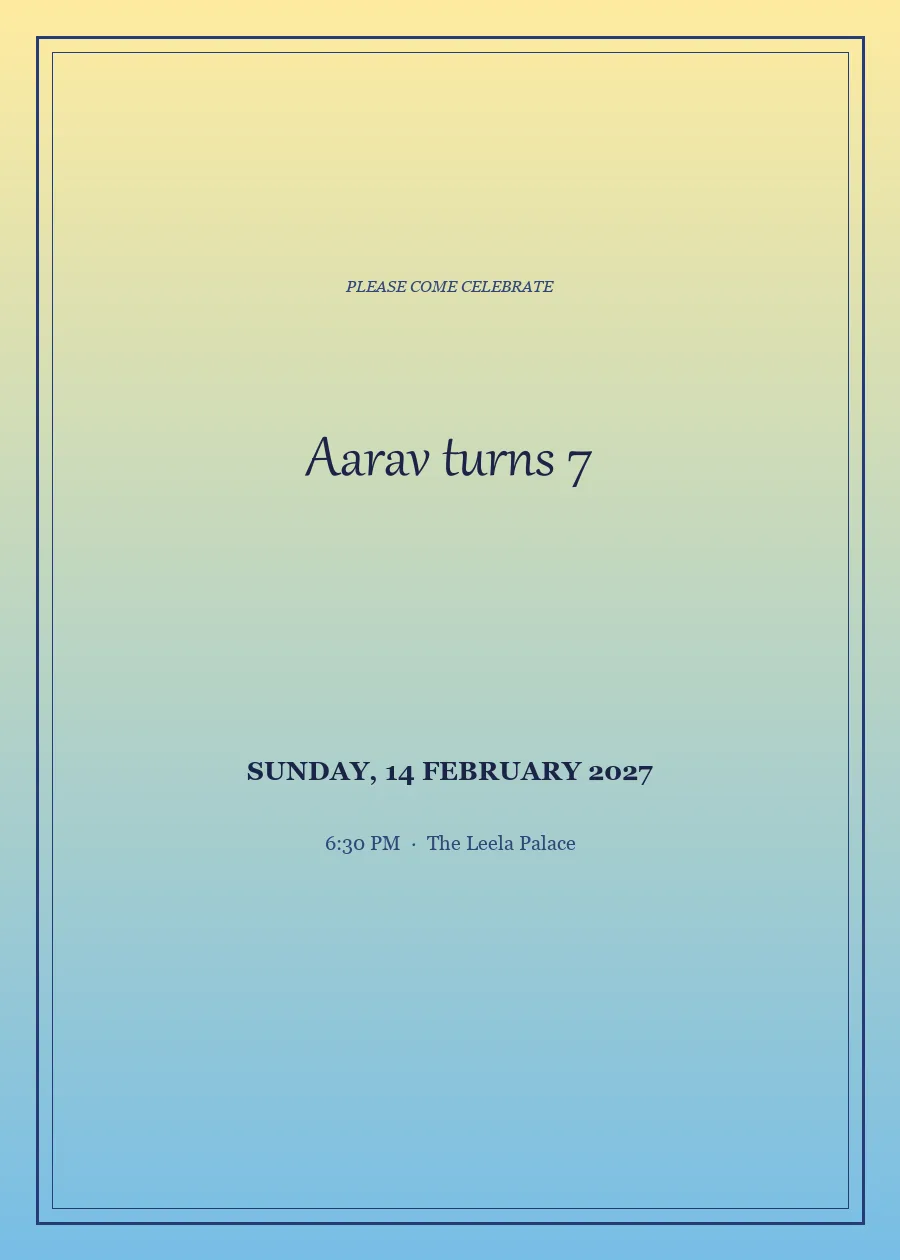 PLEASE COME CELEBRATE
Aarav turns 7
SUNDAY, 14 FEBRUARY 2027
6:30 PM · The Leela Palace